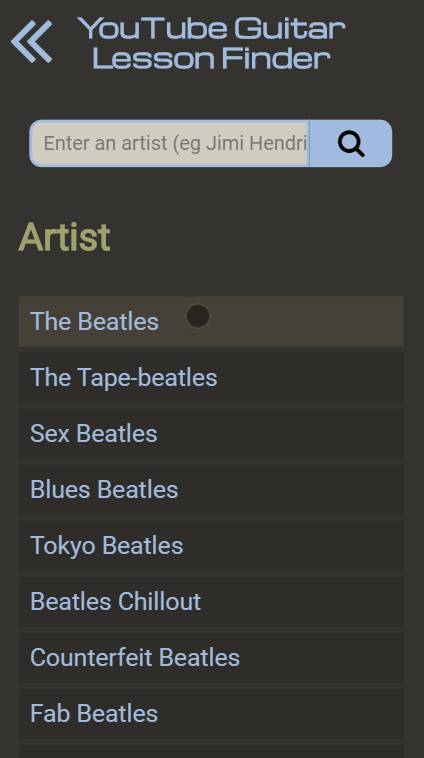 YouTube Guitar
Lesson Finder
Enter an artist (eg Jimi Hendri
Artist
The Beatles
The Tape-beatles
Sex Beatles
Blues Beatles
Tokyo Beatles
Beatles Chillout
Counterfeit Beatles
Fab Beatles